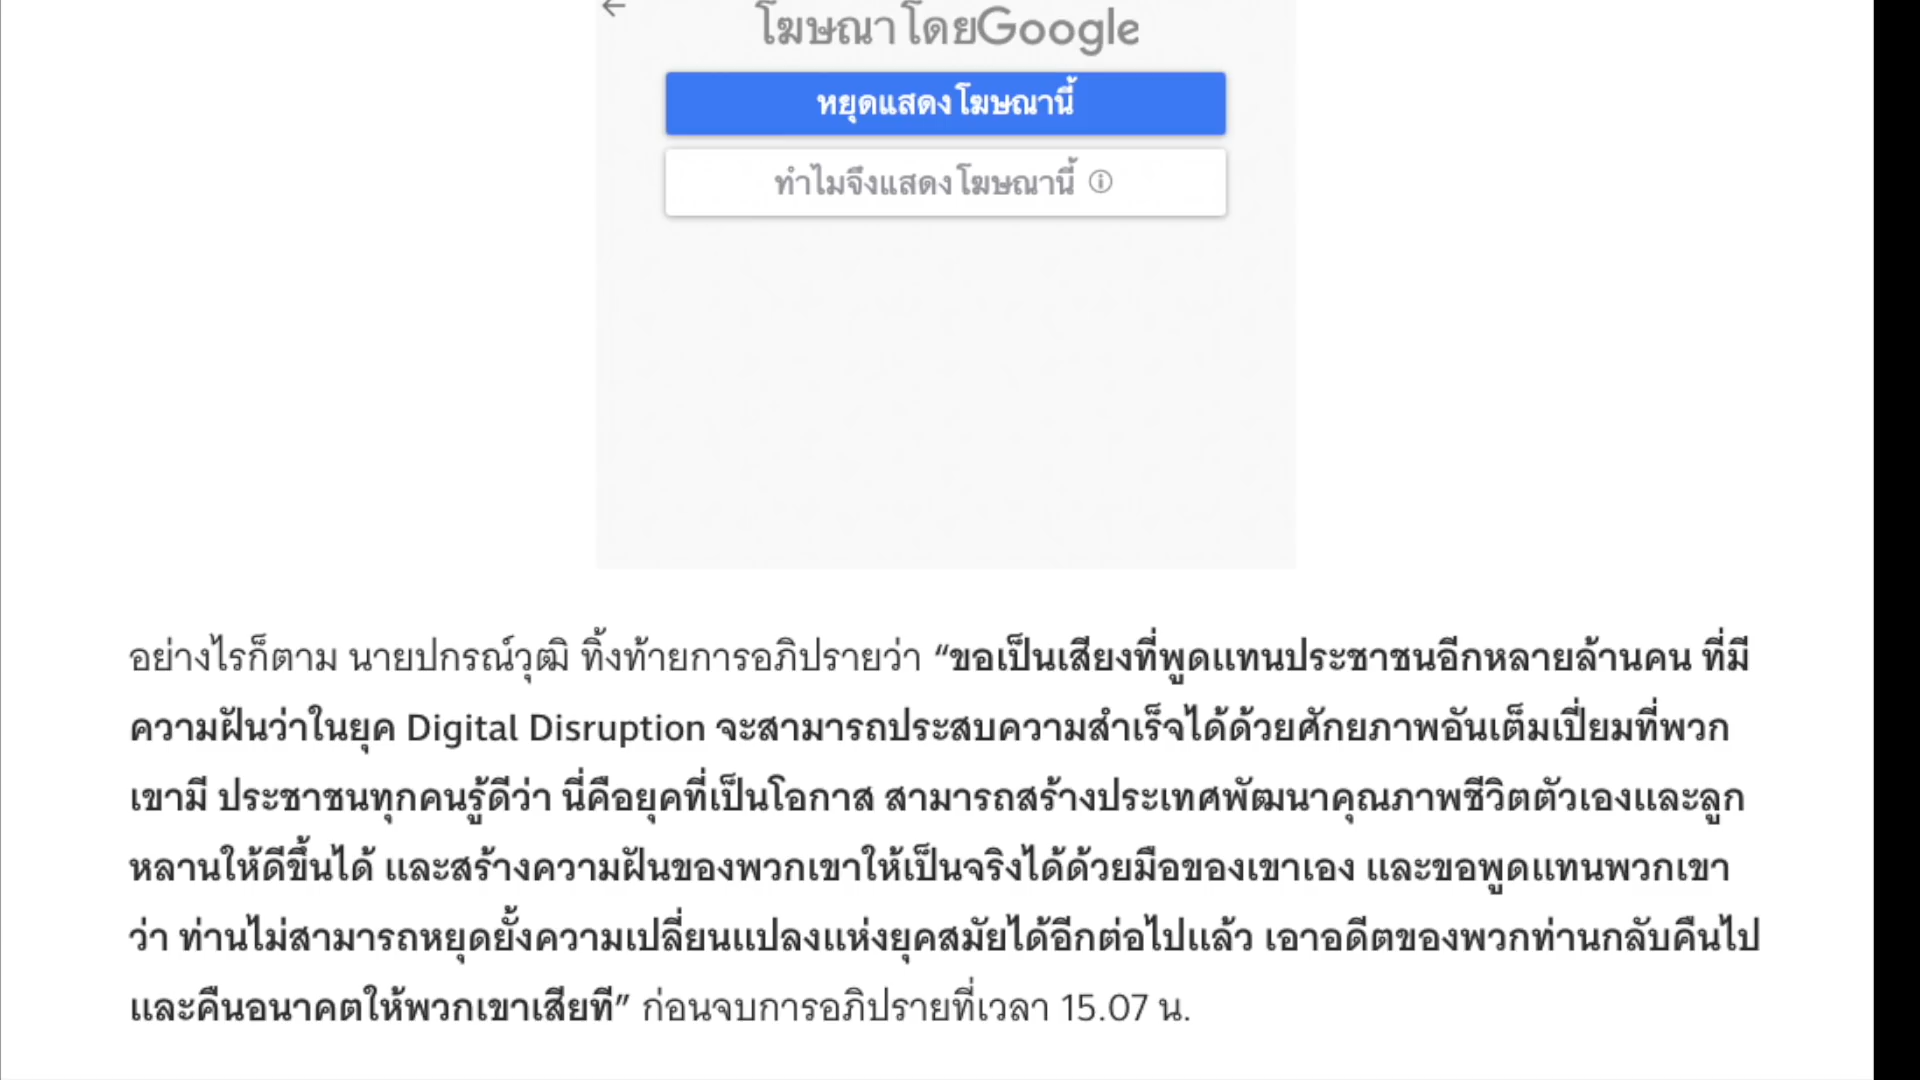 โฆษณาโดยGoogle
หยุดแสดงโฆษณานี้
ทำไมจึงแสดงโฆษณานี้
อย่างไรก็ตาม นายปกรณ์วุฒิ ทิ้งท้ายการอภิปรายว่า “ขอเป็นเสียงที่พูดแทนประชาชนอีกหลายล้านคน ที่มี
ความฝันว่าในยุค Digital Disruption จะสามารถประสบความสำเร็จได้ด้วยศักยภาพอันเต็มเปี่ยมที่พวก
เขามี ประชาชนทุกคนรู้ดีว่า นี่คือยุคที่เป็นโอกาส สามารถสร้างประเทศพัฒนาคุณภาพชีวิตตัวเองและลูก
หลานให้ดีขึ้นได้ และสร้างความฝันของพวกเขาให้เป็นจริงได้ด้วยมือของเขาเอง และขอพูดแทนพวกเขา
ว่า ท่านไม่สามารถหยุดยั้งความเปลี่ยนแปลงแห่งยุคสมัยได้อีกต่อไปแล้ว เอาอดีตของพวกท่านกลับคืนไป
และคืนอนาคตให้พวกเขาเสียที” ก่อนจบการอภิปรายที่เวลา 15.07 น.